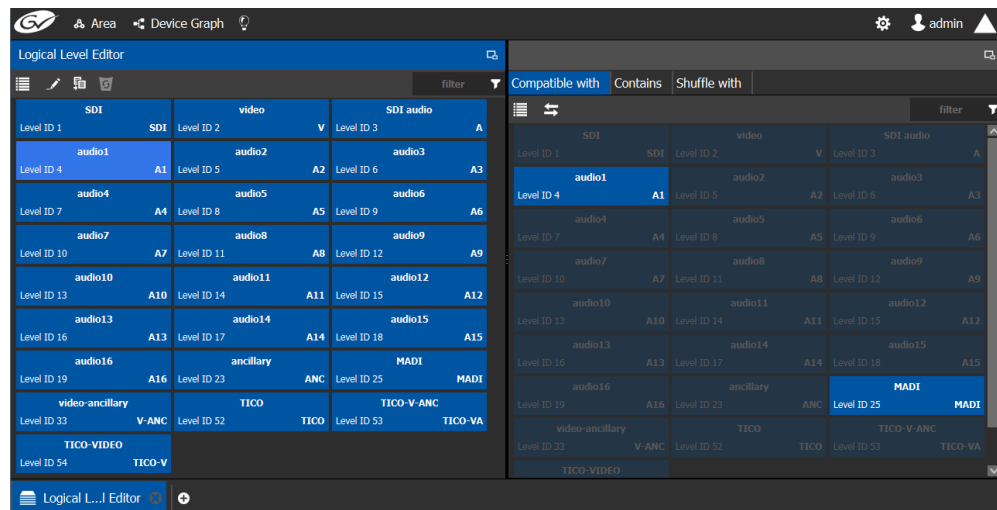 GV Area Device Graph admin
Logical Level Editor
filter
SDI video SDI audio
Level ID 1 SDI Level ID 2 V Level ID 3 A
audio1 audio2 audio3
Level ID 4 A1 Level ID 5 A2 Level ID 6 A3
audio4 audio5 audio6
Level ID 7 A4 Level ID 8 A5 Level ID 9 A6
audio7 audio8 audio9
Level ID 10 A7 Level ID 11 A8 Level ID 12 A9
audio10 audio11 audio12
Level ID 13 A10 Level ID 14 A11 Level ID 15 A12
audio13 audio14 audio15
Level ID 16 A13 Level ID 17 A14 Level ID 18 A15
audio16 ancillary MADI
Level ID 19 A16 Level ID 23 ANC Level ID 25 MADI
video-ancillary TICO TICO-V-ANC
Level ID 33 V-ANC Level ID 52 TICO Level ID 53 TICO-VA
TICO-VIDEO
Level ID 54 TICO-V
Compatible with Contains Shuffle with
filter
SDI video SDI audio
Level ID 1 SDI Level ID 2 V Level ID 3 A
audio1 audio2 audio3
Level ID 4 A1 Level ID 5 A2 Level ID 6 A3
audio4 audio5 audio6
Level ID 7 A4 Level ID 8 A5 Level ID 9 A6
audio7 audio8 audio9
Level ID 10 A7 Level ID 11 A8 Level ID 12 A9
audio10 audio11 audio12
Level ID 13 A10 Level ID 14 A11 Level ID 15 A12
audio13 audio14 audio15
Level ID 16 A13 Level ID 17 A14 Level ID 18 A15
audio16 ancillary MADI
Level ID 19 A16 Level ID 23 ANC Level ID 25 MADI
video-ancillary TICO TICO-V-ANC
Level ID 33 V-ANC Level ID 52 TICO Level ID 53 TICO-VA
TICO-VIDEO
Logical L...l Editor